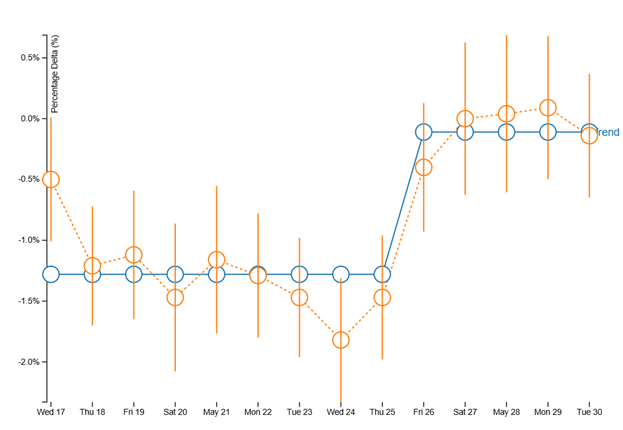 Percentage Delta (%)
0.5%
0.0%
-0.5%
-1.0%
-1.5%
-2.0%
rend
Wed 17 Thu 18 Fri 19 Sat 20 May 21 Mon 22 Tue 23 Wed 24 Thu 25 Fri 26 Sat 27 May 28 Mon 29 Tue 30